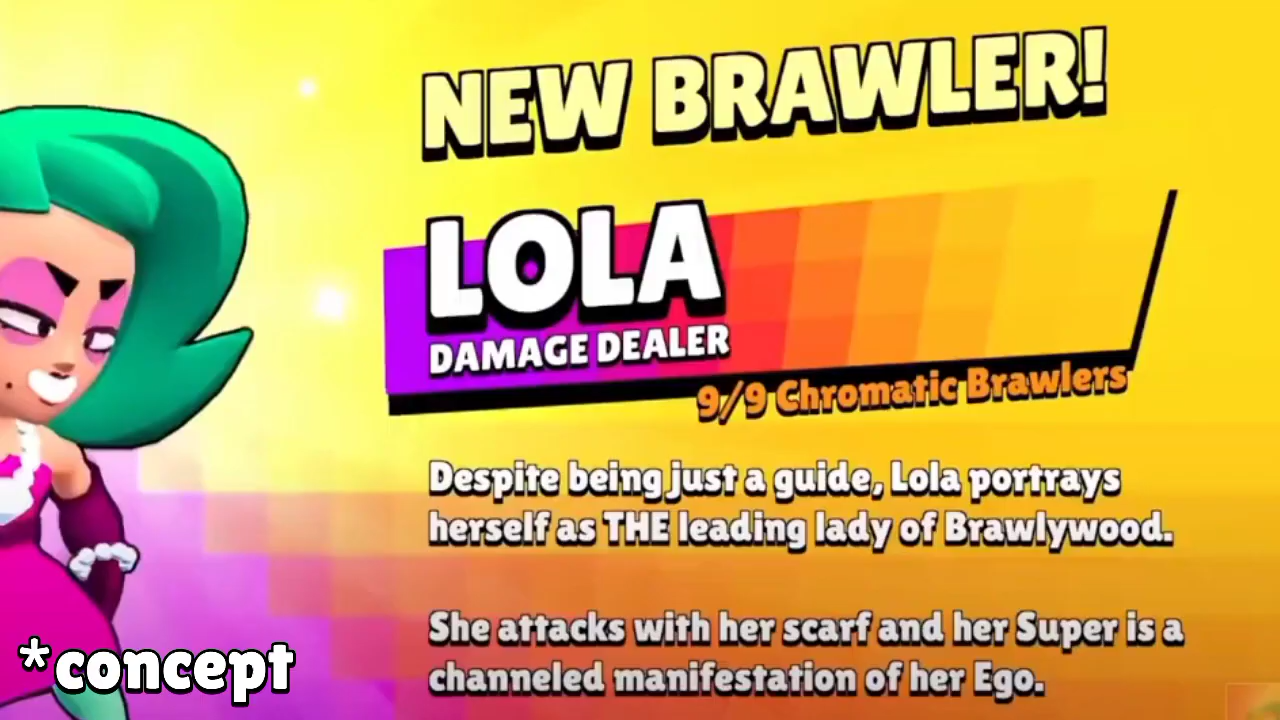 NEW BRAWLER!
LOLA
DAMAGE DEALER
9/9 Chromatic Brawlers
Despite being just a guide, Lola portrays
herself as THE leading lady of Brawlywood.
She attacks with her scarf and her Super is a
channeled manifestation of her Ego.
*concept